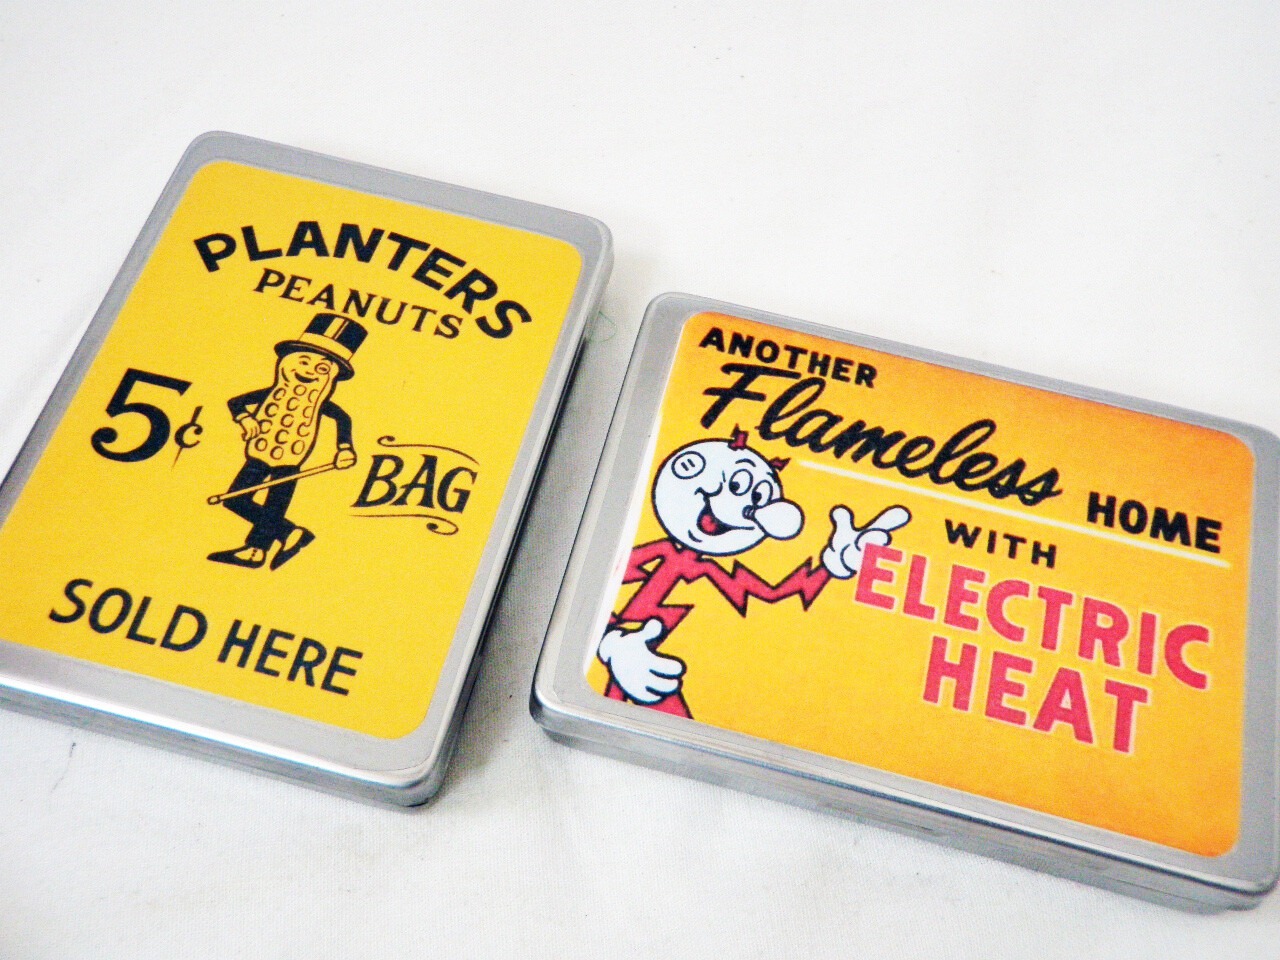 PLANTERS
PEANUTS
5¢
BAG
SOLD HERE
ANOTHER
Flameless HOME
WITH
ELECTRIC
HEAT